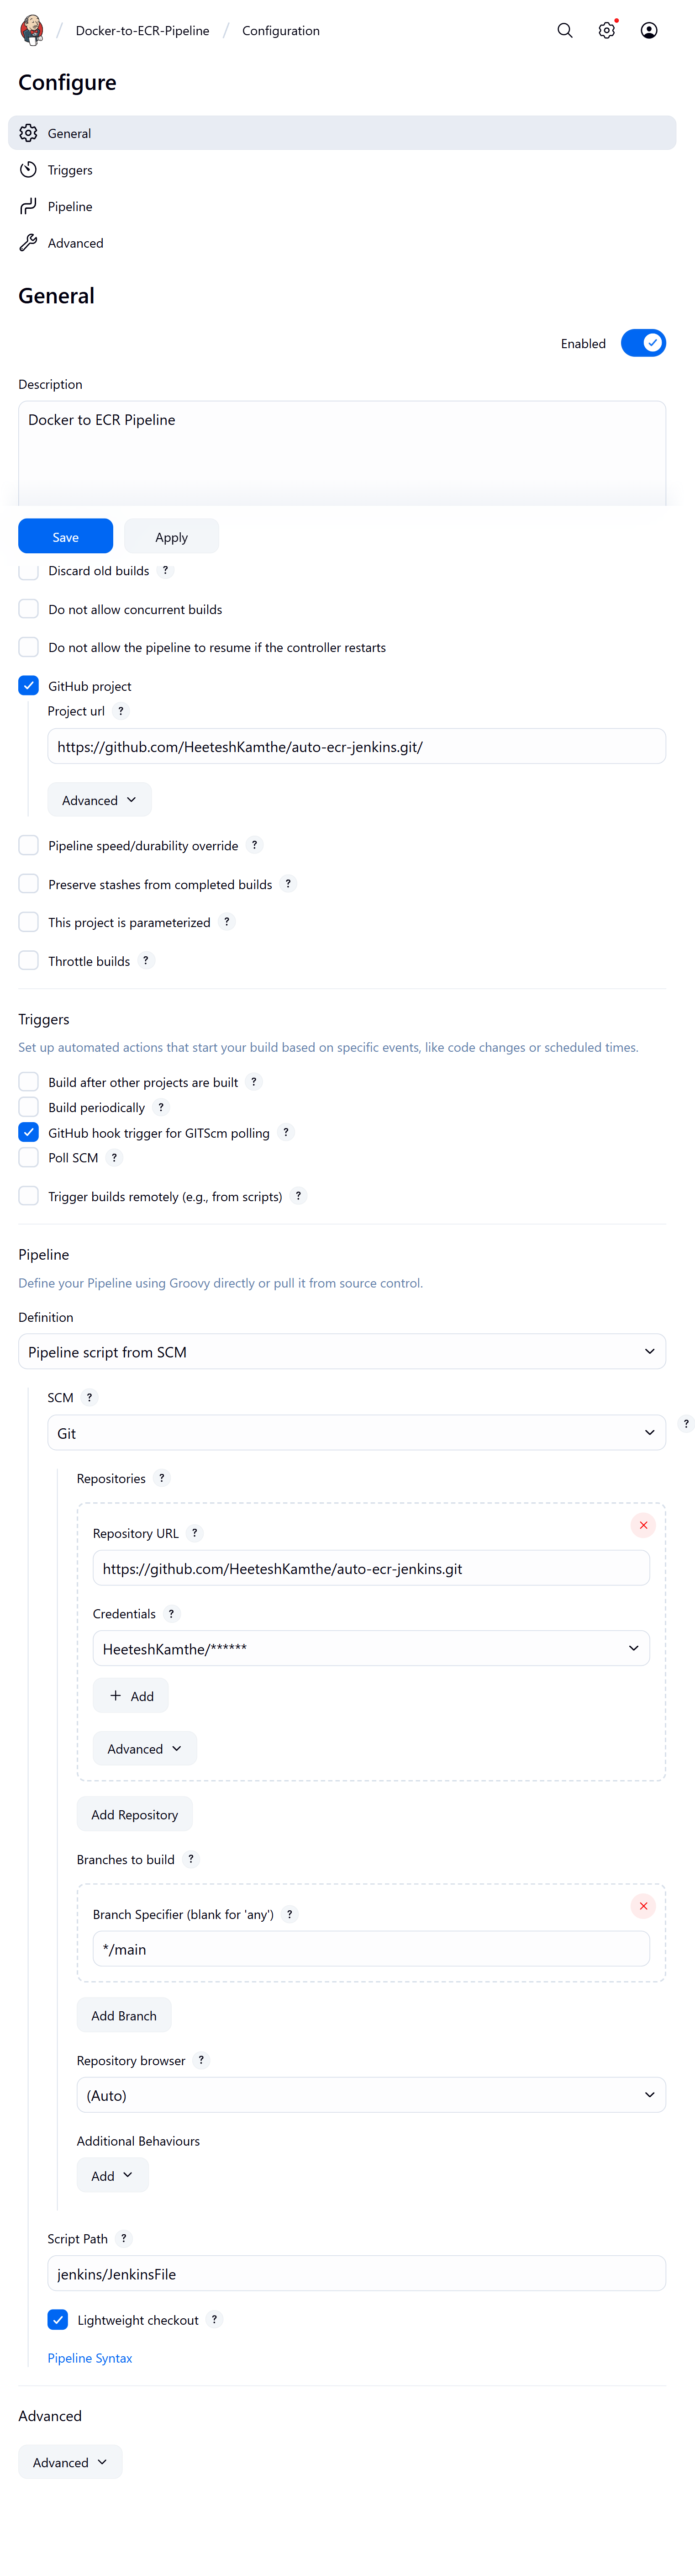 / Docker-to-ECR-Pipeline / Configuration
Configure
General
Triggers
Pipeline
Advanced
General
Enabled
Description
Docker to ECR Pipeline
Save Apply
Discard old builds ?
Do not allow concurrent builds
Do not allow the pipeline to resume if the controller restarts
GitHub project
Project url ?
https://github.com/HeeteshKamthe/auto-ecr-jenkins.git/
Advanced
Pipeline speed/durability override ?
Preserve stashes from completed builds ?
This project is parameterized ?
Throttle builds ?
Triggers
Set up automated actions that start your build based on specific events, like code changes or scheduled times.
Build after other projects are built ?
Build periodically ?
GitHub hook trigger for GITScm polling ?
Poll SCM ?
Trigger builds remotely (e.g., from scripts) ?
Pipeline
Define your Pipeline using Groovy directly or pull it from source control.
Definition
Pipeline script from SCM
SCM ?
Git
?
Repositories ?
Repository URL ?
https://github.com/HeeteshKamthe/auto-ecr-jenkins.git
Credentials ?
HeeteshKamthe/******
+ Add
Advanced
Add Repository
Branches to build ?
Branch Specifier (blank for 'any') ?
*/main
Add Branch
Repository browser ?
(Auto)
Additional Behaviours
Add
Script Path ?
jenkins/JenkinsFile
Lightweight checkout ?
Pipeline Syntax
Advanced
Advanced